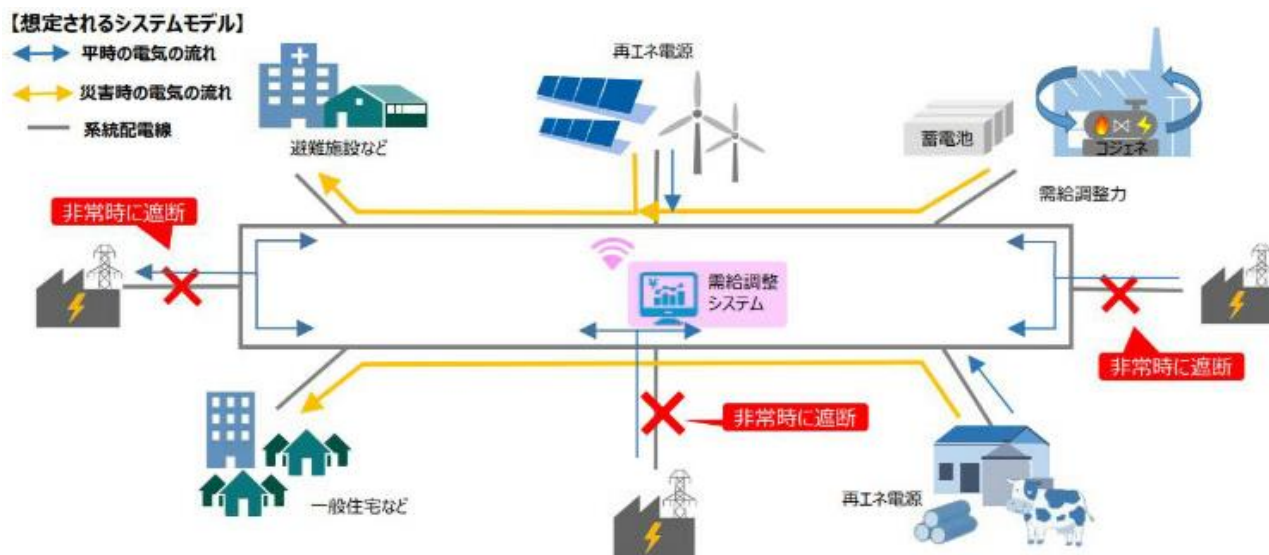 【想定されるシステムモデル】
平時の電気の流れ
災害時の電気の流れ
系統配電線
避難施設など
再エネ電源
蓄電池
コジェネ
需給調整力
非常時に遮断
¥
需給調整
システム
非常時に遮断
非常時に遮断
一般住宅など
再エネ電源